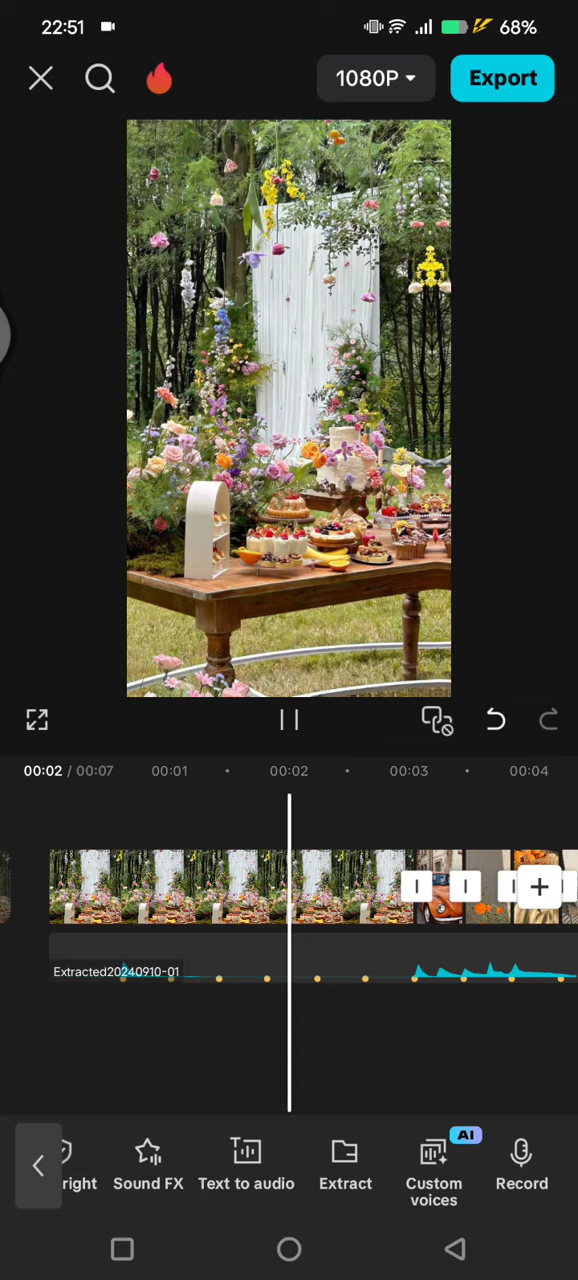 22:51
68%
1080P
Export
00:02 / 00:07
00:01
00:02
00:03
00:04
Extracted20240910-01
right
Sound FX
Text to audio
Extract
AI
Custom
voices
Record